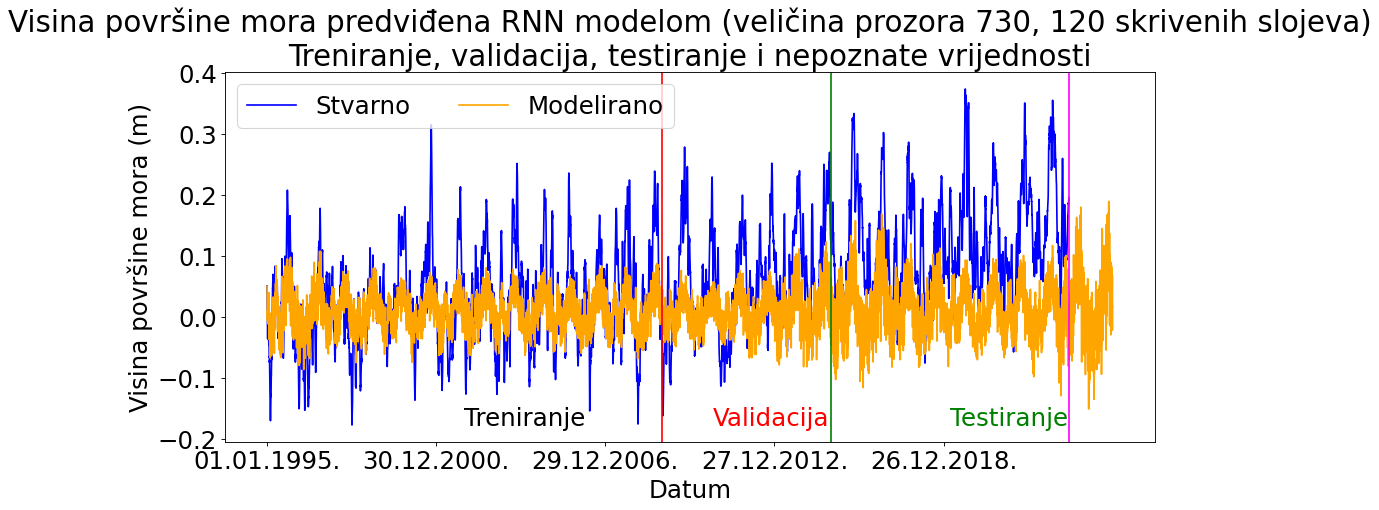 Visina površine mora predviđena RNN modelom (veličina prozora 730, 120 skrivenih slojeva)
Treniranje, validacija, testiranje i nepoznate vrijednosti
Visina površine mora (m)
0.4
0.3
0.2
0.1
0.0
−0.1
−0.2
Stvarno
Modelirano
Treniranje
Validacija
Testiranje
01.01.1995.
30.12.2000.
29.12.2006.
27.12.2012.
26.12.2018.
Datum